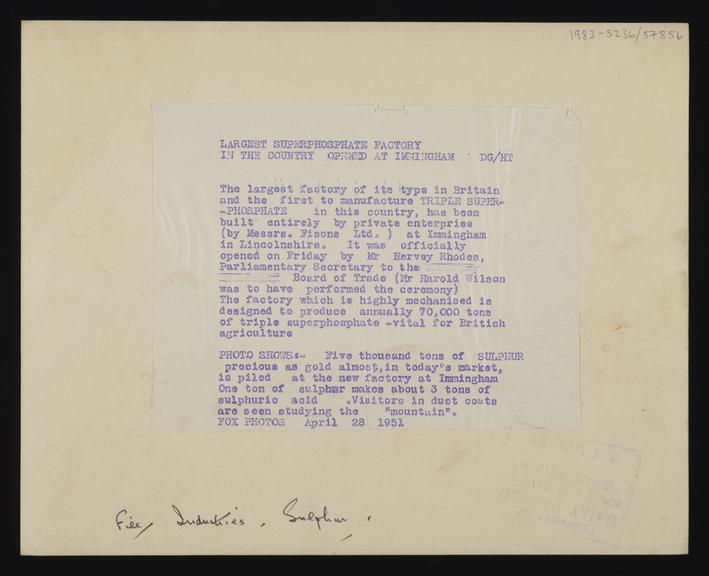 1983-5236/57856
LARGEST SUPERPHOSPHATE FACTORY
IN THE COUNTRY OPENED AT IMMINGHAM DG/HT
The largest factory of its type in Britain
and the first to manufacture TRIPLE SUPER-
-PHOSPHATE in this country, has been
built entirely by private enterprise
(by Messrs. Fisons Ltd. ) at Immingham
in Lincolnshire. It was officially
opened on Friday by Mr Hervey Rhodes,
Parliamentary Secretary to the
Board of Trade (Mr Harold Wilson
was to have performed the ceremony)
The factory which is highly mechanised is
designed to produce annually 70,000 tons
of triple superphosphate -vital for British
agriculture
PHOTO SHOWS:- Five thousand tons of SULPHUR
precious as gold almost, in today's market,
is piled at the new factory at Immingham
One ton of sulphur makes about 3 tons of
sulphuric acid .Visitors in dust coats
are seen studying the "mountain".
FOX PHOTOS April 28 1951
File Industries. Sulphur.
PROPERTY OF
DAILY HERALD